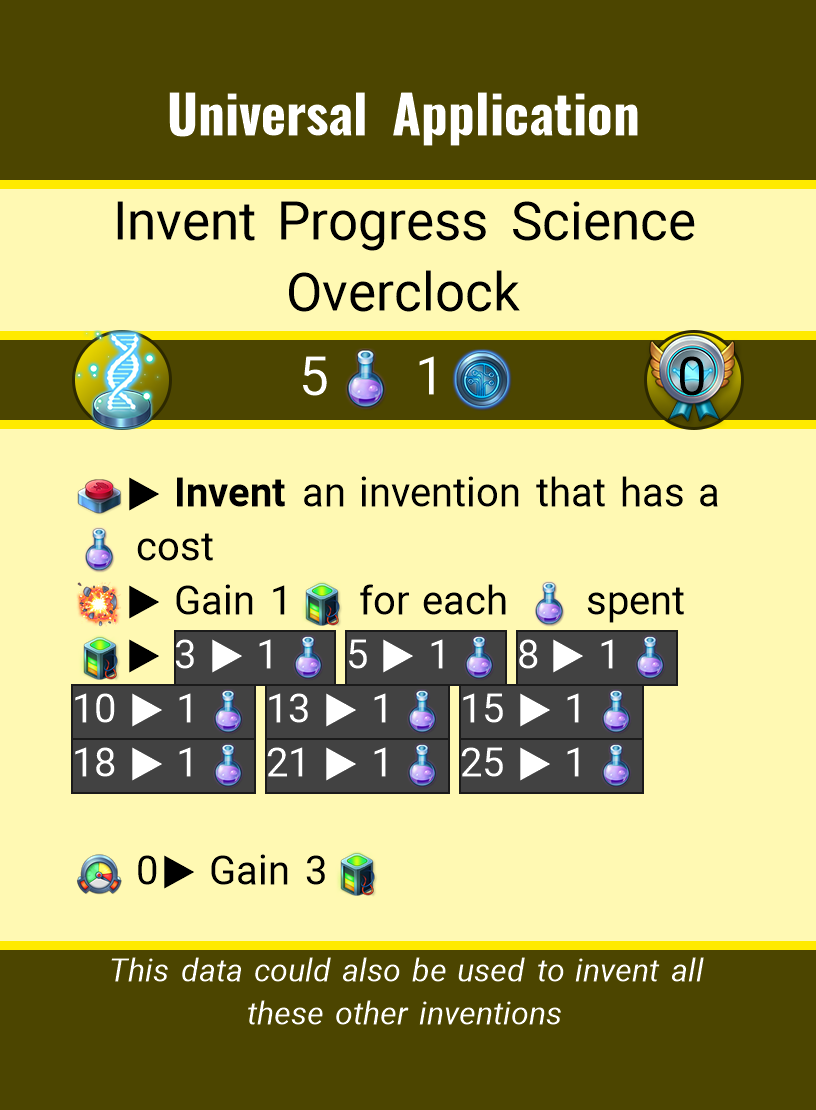 Universal Application
Invent Progress Science
Overclock
5 1 0
▶ Invent an invention that has a
cost
▶ Gain 1 for each spent
▶ 3 ▶ 1 5 ▶ 1 8 ▶ 1
10 ▶ 1 13 ▶ 1 15 ▶ 1
18 ▶ 1 21 ▶ 1 25 ▶ 1
0▶ Gain 3
This data could also be used to invent all
these other inventions